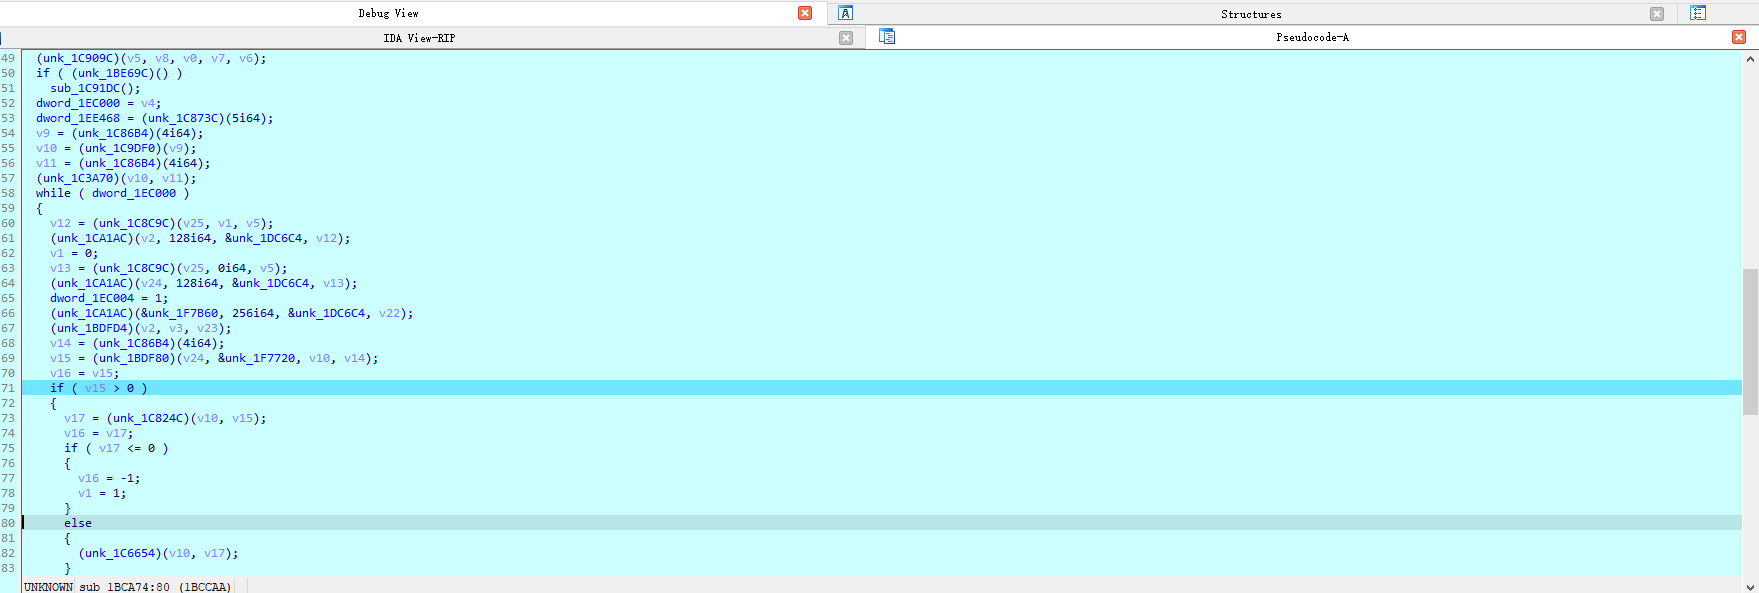 Debug View
Structures
IDA View-RIP
Pseudocode-A
49 (unk_1C909C)(v5, v8, v0, v7, v6);
50 if ( (unk_1BE69C)() )
51 sub_1C91DC();
52 dword_1EC000 = v4;
53 dword_1EE468 = (unk_1C873C)(5i64);
54 v9 = (unk_1C86B4)(4i64);
55 v10 = (unk_1C9DF0)(v9);
56 v11 = (unk_1C86B4)(4i64);
57 (unk_1C3A70)(v10, v11);
58 while ( dword_1EC000 )
59 {
60 v12 = (unk_1C8C9C)(v25, v1, v5);
61 (unk_1CA1AC)(v2, 128i64, &unk_1DC6C4, v12);
62 v1 = 0;
63 v13 = (unk_1C8C9C)(v25, 0i64, v5);
64 (unk_1CA1AC)(v24, 128i64, &unk_1DC6C4, v13);
65 dword_1EC004 = 1;
66 (unk_1CA1AC)(&unk_1F7B60, 256i64, &unk_1DC6C4, v22);
67 (unk_1BDFD4)(v2, v3, v23);
68 v14 = (unk_1C86B4)(4i64);
69 v15 = (unk_1BDF80)(v24, &unk_1F7720, v10, v14);
70 v16 = v15;
71 if ( v15 > 0 )
72 {
73 v17 = (unk_1C824C)(v10, v15);
74 v16 = v17;
75 if ( v17 <= 0 )
76 {
77 v16 = -1;
78 v1 = 1;
79 }
80 else
81 {
82 (unk_1C6654)(v10, v17);
83 }
UNKNOWN sub_1BCA74:80 (1BCCAA)